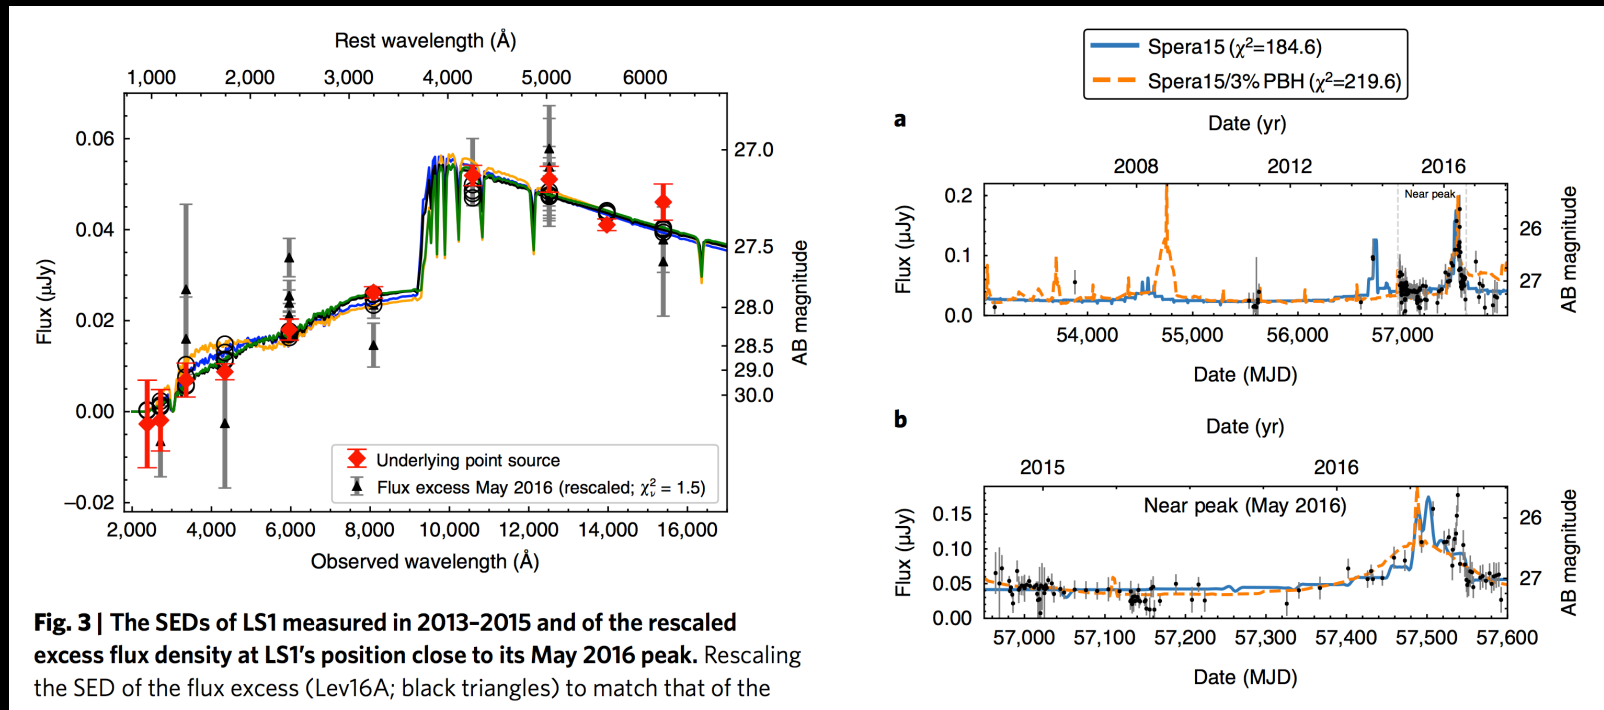 Rest wavelength (Å)
1,000 2,000 3,000 4,000 5,000 6000
0.06
0.04
0.02
0.00
−0.02
Flux (μJy)
27.0
27.5
28.0
28.5
29.0
30.0
AB magnitude
Underlying point source
Flux excess May 2016 (rescaled; χ²ᵥ = 1.5)
2,000 4,000 6,000 8,000 10,000 12,000 14,000 16,000
Observed wavelength (Å)
Fig. 3 | The SEDs of LS1 measured in 2013–2015 and of the rescaled
excess flux density at LS1’s position close to its May 2016 peak. Rescaling
the SED of the flux excess (Lev16A; black triangles) to match that of the
Spera15 (χ²=184.6)
Spera15/3% PBH (χ²=219.6)
a
Date (yr)
2008 2012 2016
Near peak
0.2
0.1
0.0
Flux (μJy)
26
27
AB magnitude
54,000 55,000 56,000 57,000
Date (MJD)
b
Date (yr)
2015 2016
Near peak (May 2016)
0.15
0.10
0.05
0.00
Flux (μJy)
26
27
AB magnitude
57,000 57,100 57,200 57,300 57,400 57,500 57,600
Date (MJD)